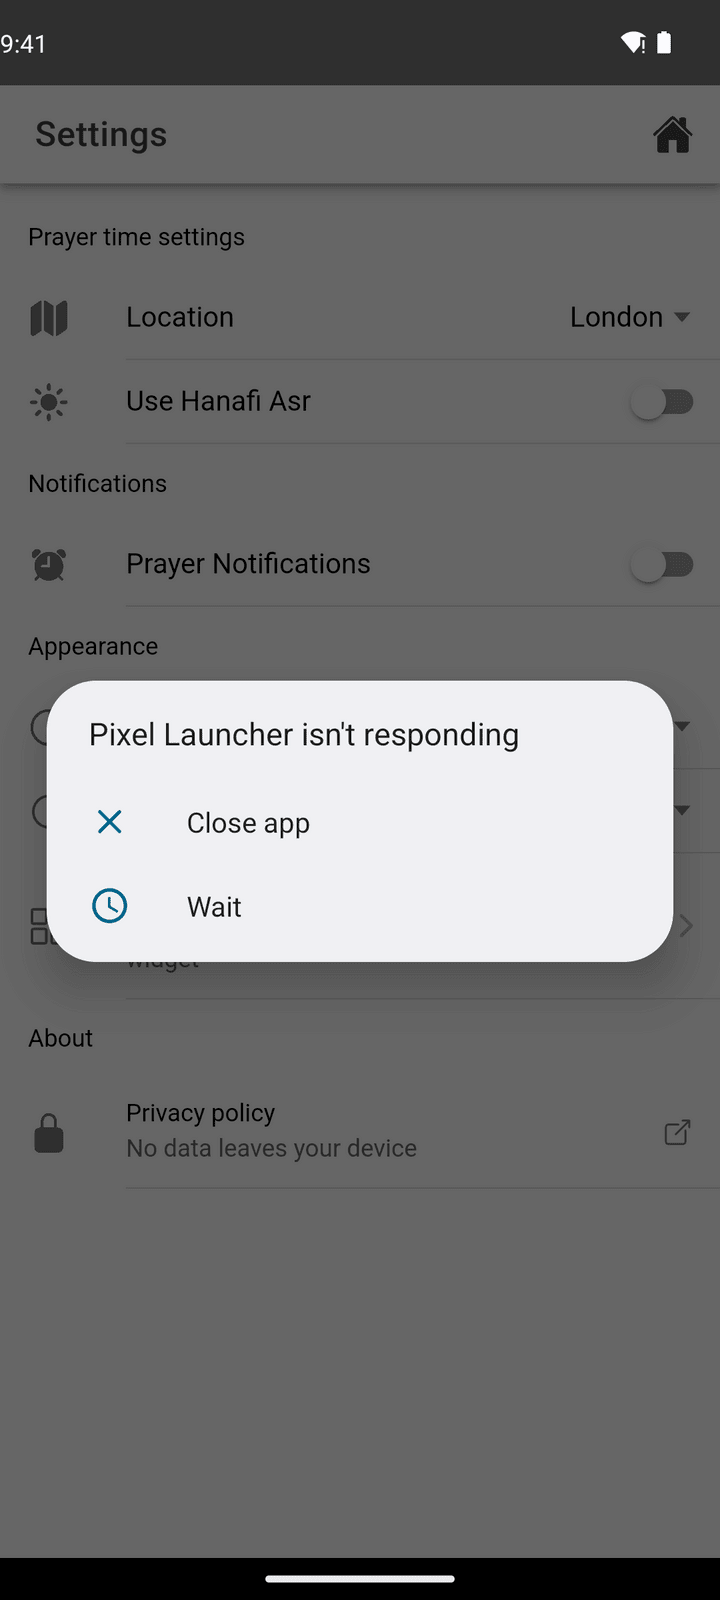 9:41
Settings
Prayer time settings
Location
London
Use Hanafi Asr
Notifications
Prayer Notifications
Appearance
Pixel Launcher isn't responding
Close app
Wait
widget
About
Privacy policy
No data leaves your device